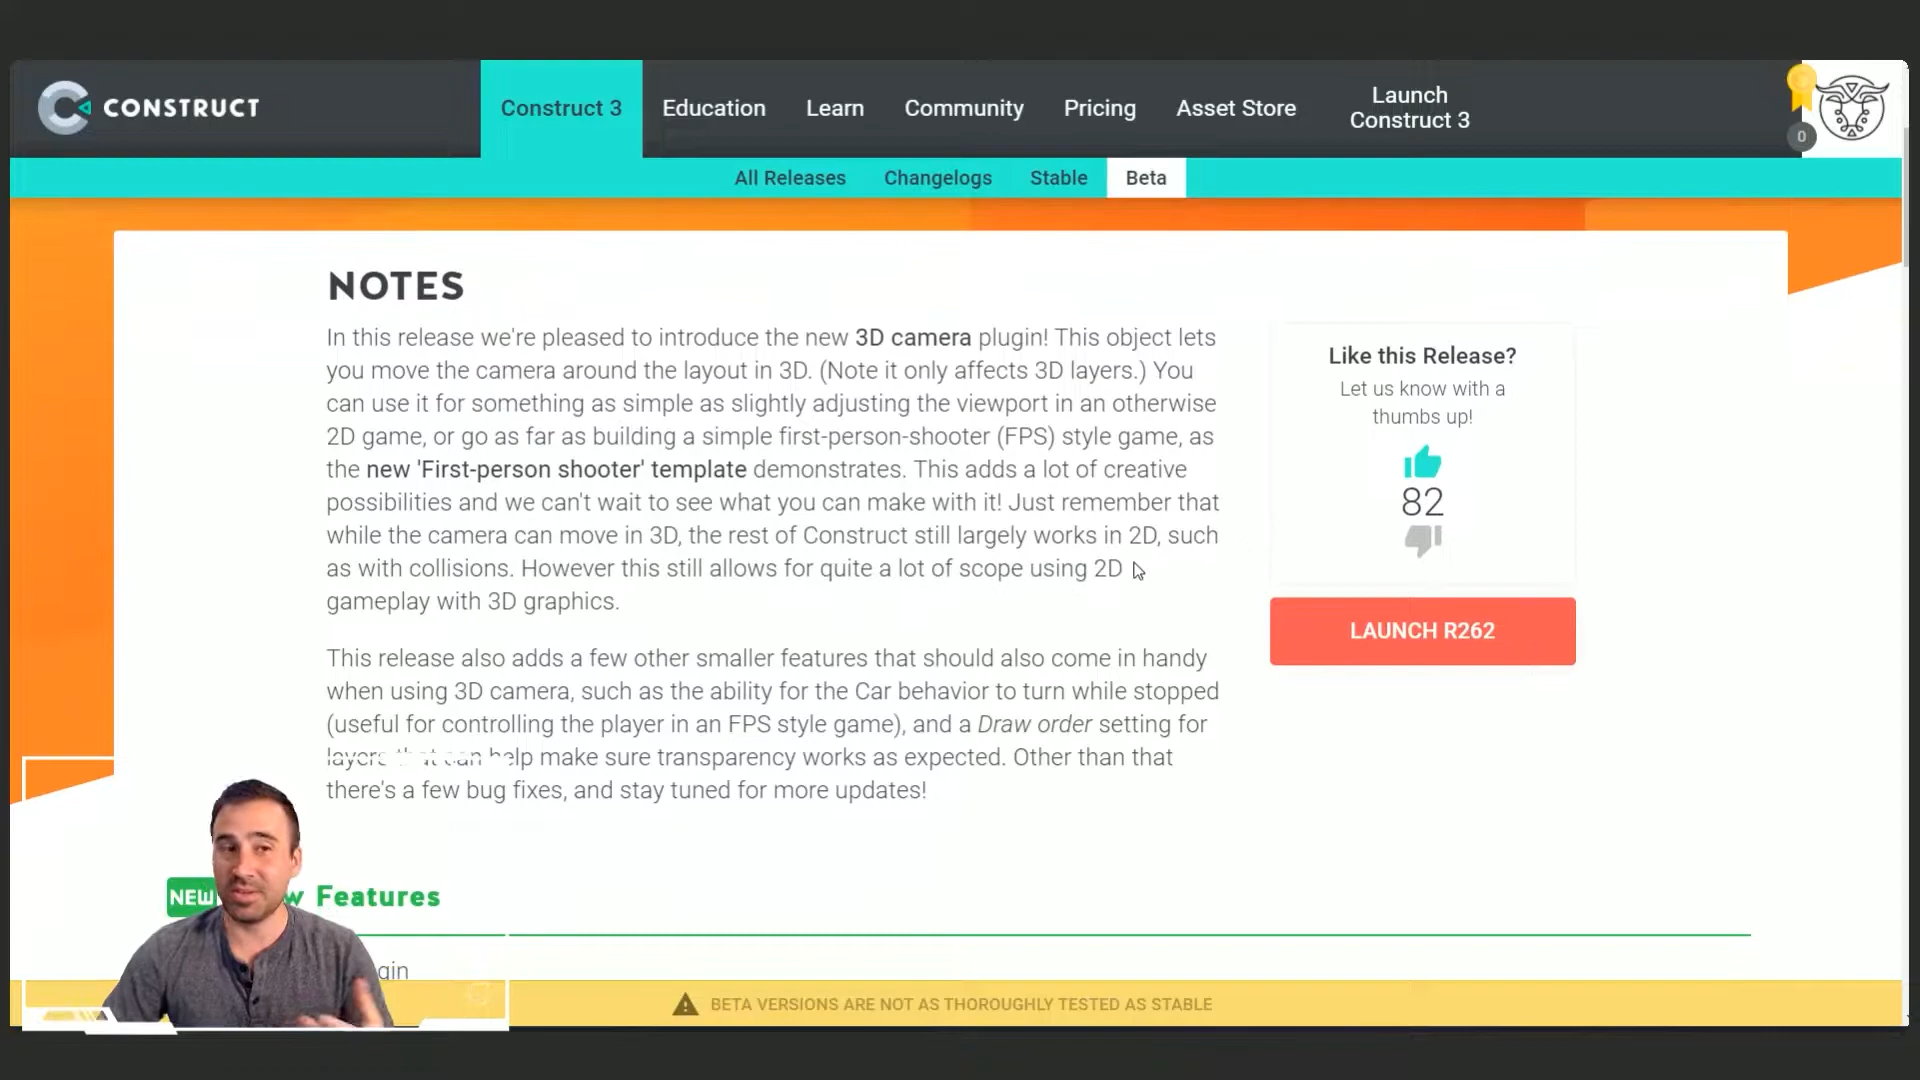 CONSTRUCT
Construct 3
Education
Learn
Community
Pricing
Asset Store
Launch
Construct 3
0
All Releases
Changelogs
Stable
Beta
NOTES
In this release we're pleased to introduce the new 3D camera plugin! This object lets
you move the camera around the layout in 3D. (Note it only affects 3D layers.) You
can use it for something as simple as slightly adjusting the viewport in an otherwise
2D game, or go as far as building a simple first-person-shooter (FPS) style game, as
the new 'First-person shooter' template demonstrates. This adds a lot of creative
possibilities and we can't wait to see what you can make with it! Just remember that
while the camera can move in 3D, the rest of Construct still largely works in 2D, such
as with collisions. However this still allows for quite a lot of scope using 2D
gameplay with 3D graphics.
This release also adds a few other smaller features that should also come in handy
when using 3D camera, such as the ability for the Car behavior to turn while stopped
(useful for controlling the player in an FPS style game), and a Draw order setting for
layers that can help make sure transparency works as expected. Other than that
there's a few bug fixes, and stay tuned for more updates!
Like this Release?
Let us know with a
thumbs up!
82
LAUNCH R262
NEW
w Features
gin
BETA VERSIONS ARE NOT AS THOROUGHLY TESTED AS STABLE